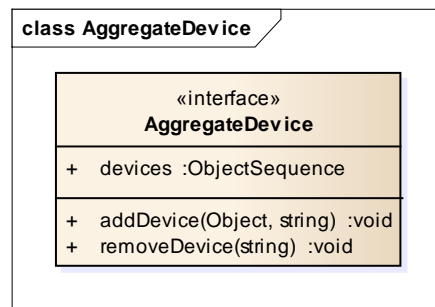 class AggregateDevice
«interface»
AggregateDevice
+ devices :ObjectSequence
+ addDevice(Object, string) :void
+ removeDevice(string) :void